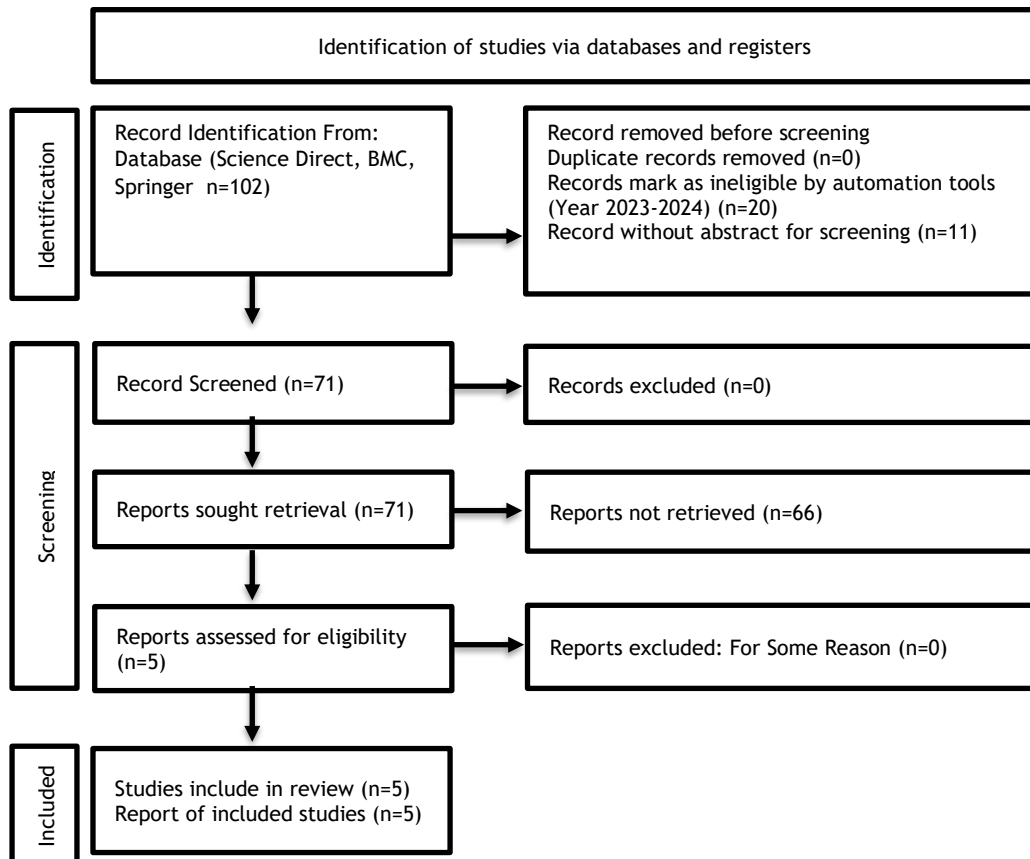 Identification of studies via databases and registers
Identification
Record Identification From:
Database (Science Direct, BMC,
Springer n=102)
Record removed before screening
Duplicate records removed (n=0)
Records mark as ineligible by automation tools
(Year 2023-2024) (n=20)
Record without abstract for screening (n=11)
Screening
Record Screened (n=71)
Records excluded (n=0)
Reports sought retrieval (n=71)
Reports not retrieved (n=66)
Reports assessed for eligibility
(n=5)
Reports excluded: For Some Reason (n=0)
Included
Studies include in review (n=5)
Report of included studies (n=5)